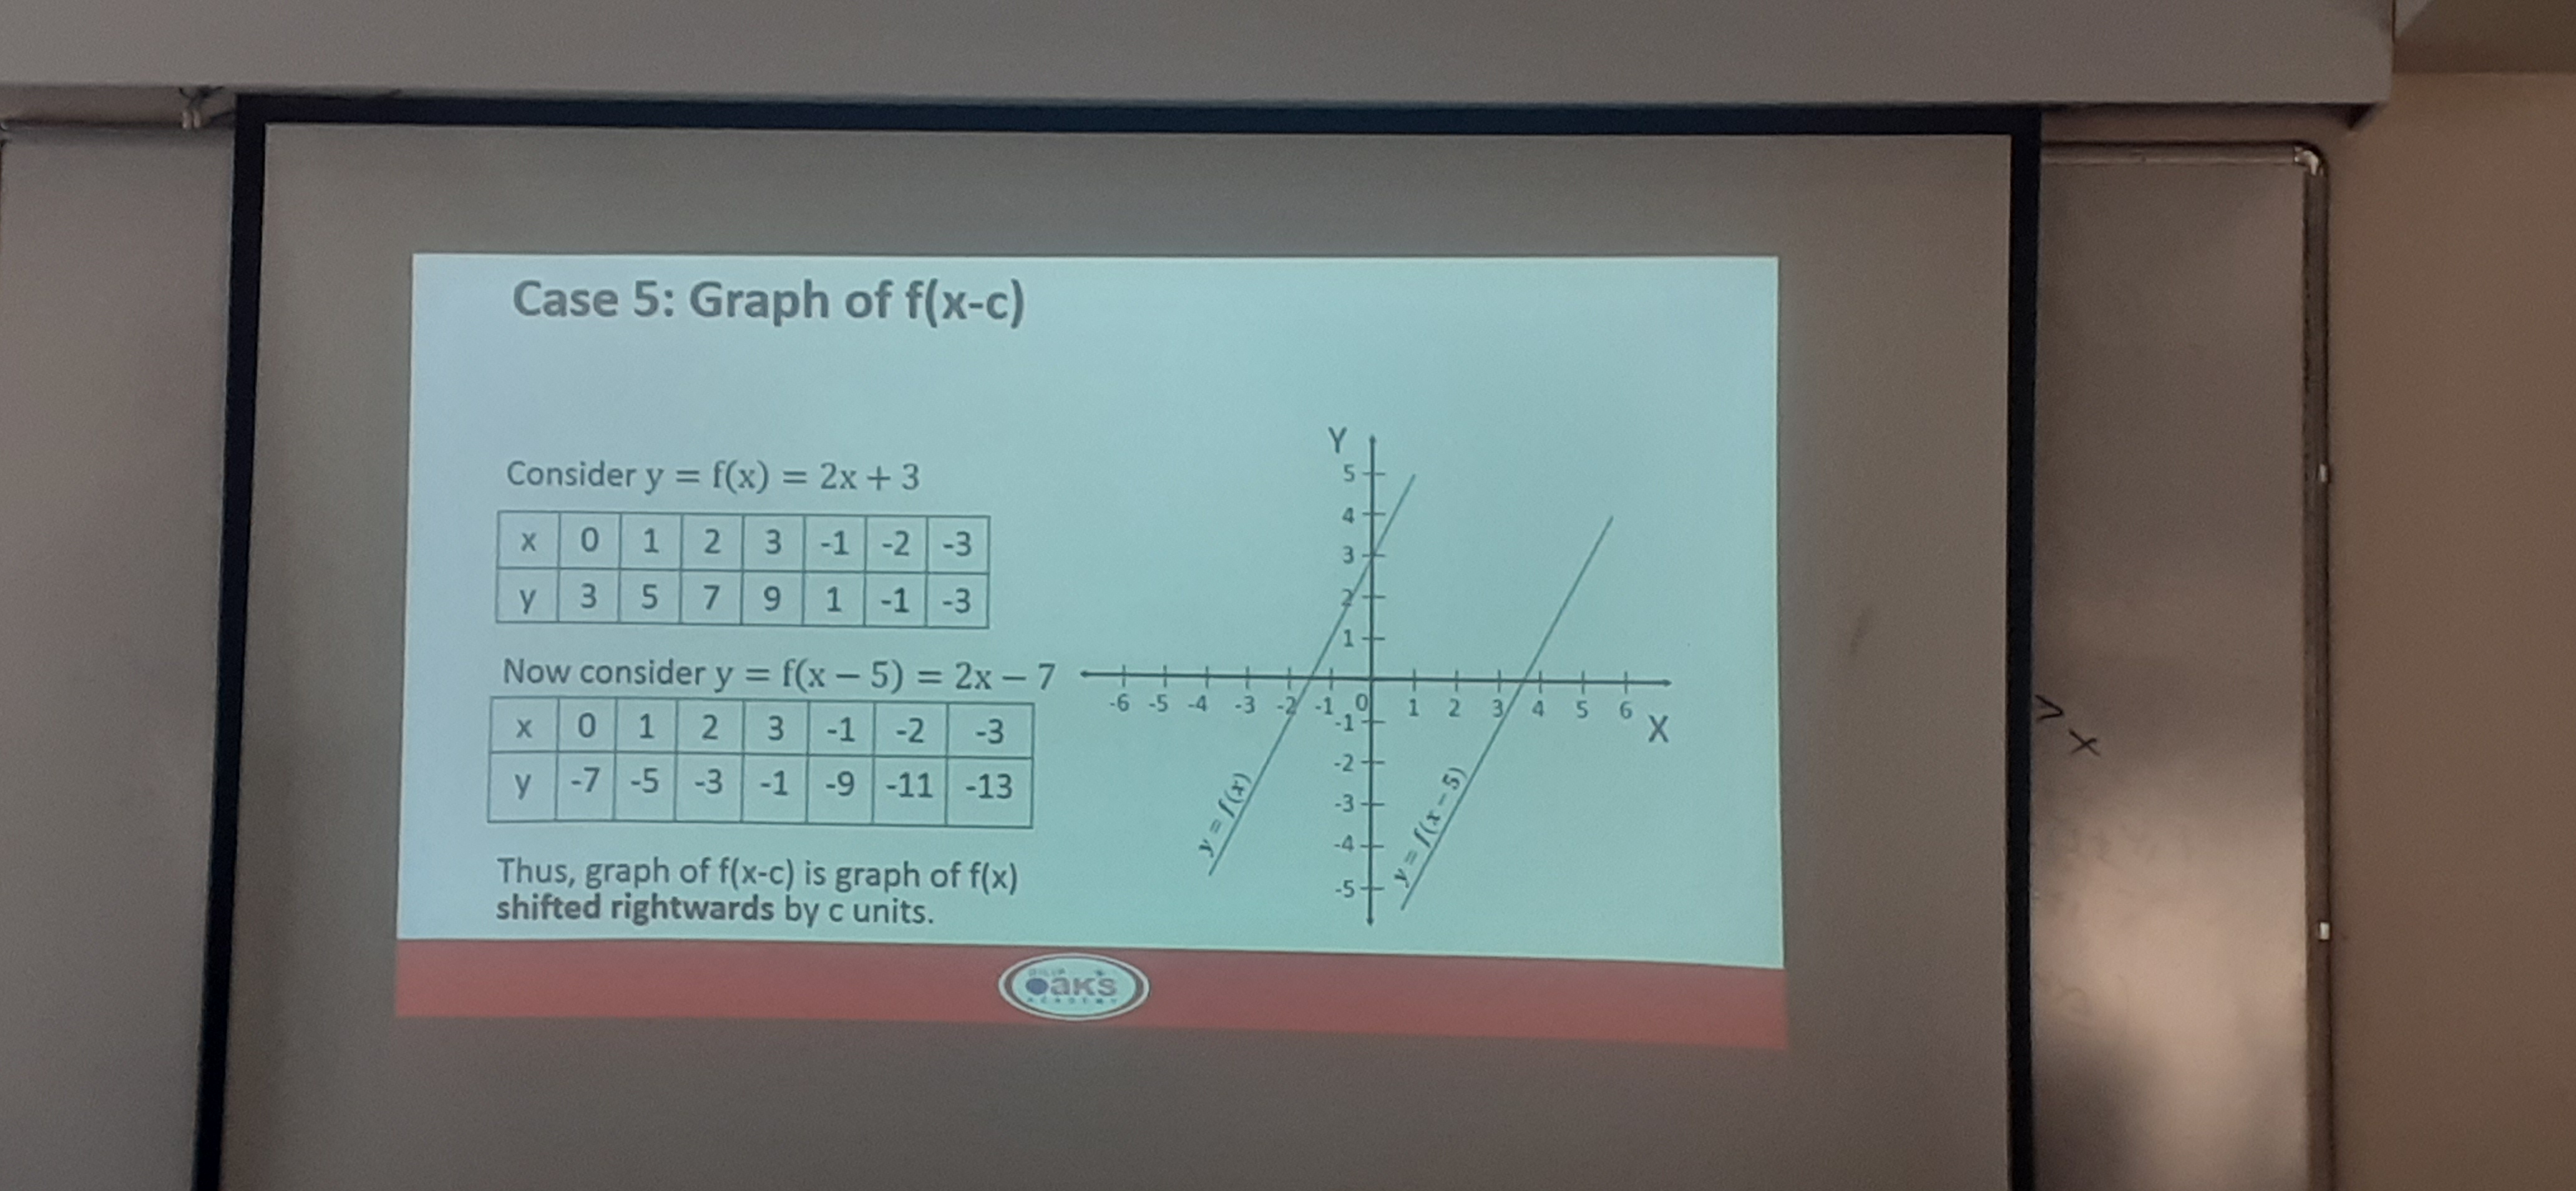 Case 5: Graph of f(x-c)
Consider y = f(x) = 2x + 3
x 0 1 2 3 -1 -2 -3
y 3 5 7 9 1 -1 -3
Now consider y = f(x − 5) = 2x − 7
x 0 1 2 3 -1 -2 -3
y -7 -5 -3 -1 -9 -11 -13
Thus, graph of f(x-c) is graph of f(x)
shifted rightwards by c units.
Y
5
4
3
2
1
-6 -5 -4 -3 -2 -1 0 1 2 3 4 5 6
X
-1
-2
-3
-4
-5
y = f(x)
y = f(x − 5)
OAKS
ACADEMY
x